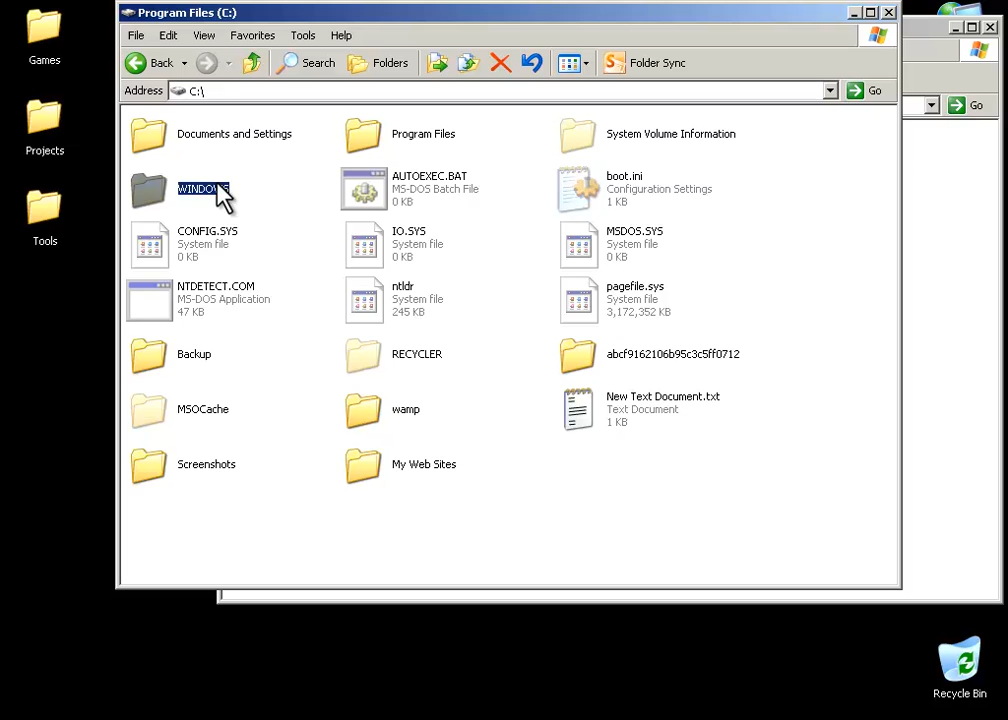 Program Files (C:)
File Edit View Favorites Tools Help
Back Search Folders Folder Sync
Address C:\ Go
Go
Games
Projects
Tools
Documents and Settings
Program Files
System Volume Information
WINDOWS
AUTOEXEC.BAT
MS-DOS Batch File
0 KB
boot.ini
Configuration Settings
1 KB
CONFIG.SYS
System file
0 KB
IO.SYS
System file
0 KB
MSDOS.SYS
System file
0 KB
NTDETECT.COM
MS-DOS Application
47 KB
ntldr
System file
245 KB
pagefile.sys
System file
3,172,352 KB
Backup
RECYCLER
abcf9162106b95c3c5ff0712
MSOCache
wamp
New Text Document.txt
Text Document
1 KB
Screenshots
My Web Sites
Recycle Bin